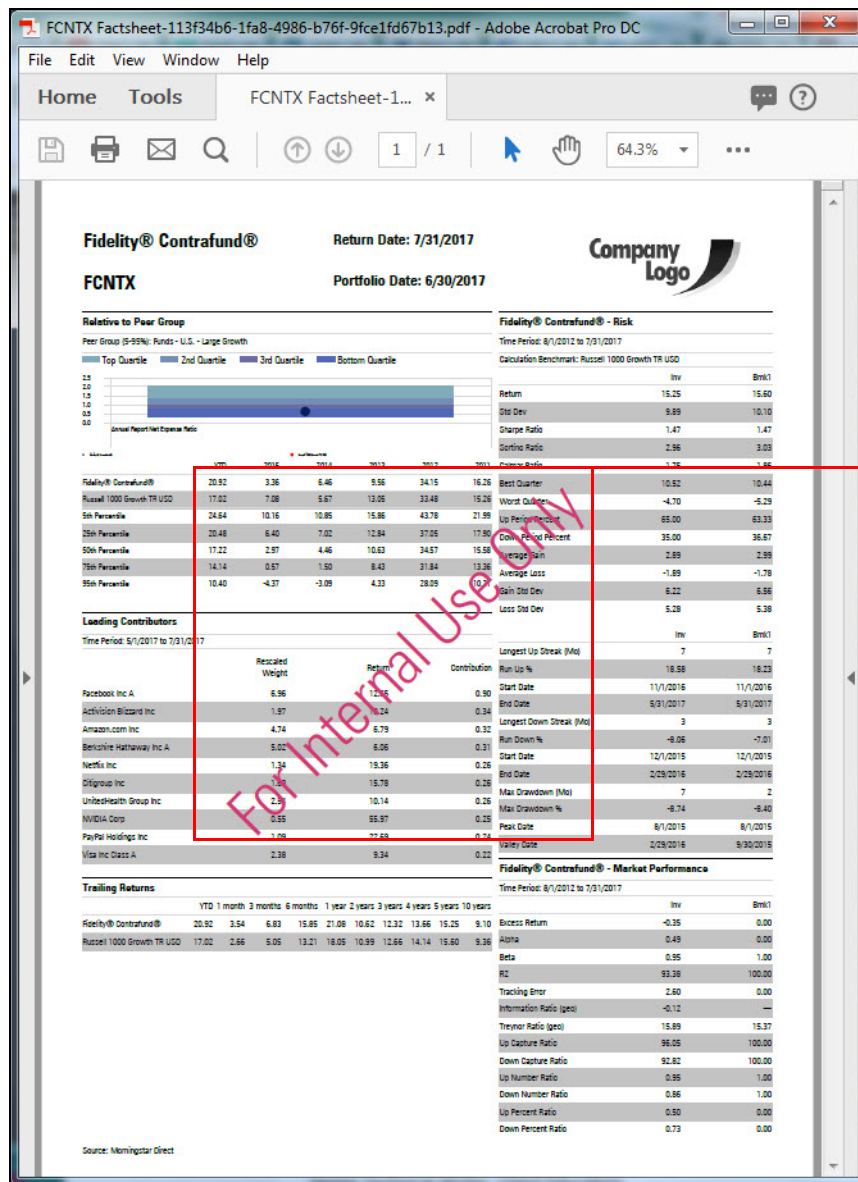 FCNTX Factsheet-113f34b6-1fa8-4986-b76f-9fce1fd67b13.pdf - Adobe Acrobat Pro DC
File Edit View Window Help
Home Tools FCNTX Factsheet-1... ×
1 / 1 64.3%
Fidelity® Contrafund® Return Date: 7/31/2017
Company Logo
FCNTX Portfolio Date: 6/30/2017
Relative to Peer Group
Peer Group (5-95%): Funds - U.S. - Large Growth
Top Quartile 2nd Quartile 3rd Quartile Bottom Quartile
2.5
2.0
1.5
1.0
0.5
0.0
Annual Report Net Expense Ratio
YTD 2016 2014 2013 2012 2011
Fidelity® Contrafund® 20.92 3.36 6.46 9.56 34.15 16.26
Russell 1000 Growth TR USD 17.02 7.08 5.67 13.05 33.48 15.26
5th Percentile 24.64 10.16 10.85 15.86 43.78 21.99
25th Percentile 20.48 6.40 7.02 12.84 37.05 17.90
50th Percentile 17.22 2.97 4.46 10.63 34.57 15.58
75th Percentile 14.14 0.57 1.50 8.43 31.84 13.36
95th Percentile 10.40 -4.37 -3.09 4.33 28.09
Leading Contributors
Time Period: 5/1/2017 to 7/31/2017
Rescaled Weight Return Contribution
Facebook Inc A 6.96 0.90
Activision Blizzard Inc 1.97 0.34
Amazon.com Inc 4.74 6.79 0.32
Berkshire Hathaway Inc A 5.02 6.06 0.31
Netflix Inc 1.34 19.36 0.26
Citigroup Inc 15.78 0.26
UnitedHealth Group Inc 10.14 0.26
NVIDIA Corp 0.55 55.97 0.25
PayPal Holdings Inc 1.09 22.69 0.24
Visa Inc Class A 2.38 9.34 0.22
Trailing Returns
YTD 1 month 3 months 6 months 1 year 2 years 3 years 4 years 5 years 10 years
Fidelity® Contrafund® 20.92 3.54 6.83 15.85 21.08 10.62 12.32 13.66 15.25 9.10
Russell 1000 Growth TR USD 17.02 2.66 5.05 13.21 18.05 10.99 12.66 14.14 15.60 9.36
Fidelity® Contrafund® - Risk
Time Period: 8/1/2012 to 7/31/2017
Calculation Benchmark: Russell 1000 Growth TR USD
Inv Bmk1
Return 15.25 15.60
Std Dev 9.89 10.10
Sharpe Ratio 1.47 1.47
Sortino Ratio 2.96 3.03
Calmar Ratio 1.75 1.86
Best Quarter 10.52 10.44
Worst Quarter -4.70 -5.29
Up Period Percent 65.00 63.33
Down Period Percent 35.00 36.67
Average Gain 2.89 2.99
Average Loss -1.89 -1.78
Gain Std Dev 6.22 6.56
Loss Std Dev 5.28 5.38
Inv Bmk1
Longest Up Streak (Mo) 7 7
Run Up % 18.58 18.23
Start Date 11/1/2016 11/1/2016
End Date 5/31/2017 5/31/2017
Longest Down Streak (Mo) 3 3
Run Down % -8.06 -7.01
Start Date 12/1/2015 12/1/2015
End Date 2/29/2016 2/29/2016
Max Drawdown (Mo) 7 2
Max Drawdown % -8.74 -8.40
Peak Date 8/1/2015 8/1/2015
Valley Date 2/29/2016 9/30/2015
Fidelity® Contrafund® - Market Performance
Time Period: 8/1/2012 to 7/31/2017
Inv Bmk1
Excess Return -0.35 0.00
Alpha 0.49 0.00
Beta 0.95 1.00
R2 93.38 100.00
Tracking Error 2.60 0.00
Information Ratio (geo) -0.12 —
Treynor Ratio (geo) 15.89 15.37
Up Capture Ratio 96.05 100.00
Down Capture Ratio 92.82 100.00
Up Number Ratio 0.95 1.00
Down Number Ratio 0.86 1.00
Up Percent Ratio 0.50 0.00
Down Percent Ratio 0.73 0.00
For Internal Use Only
Source: Morningstar Direct